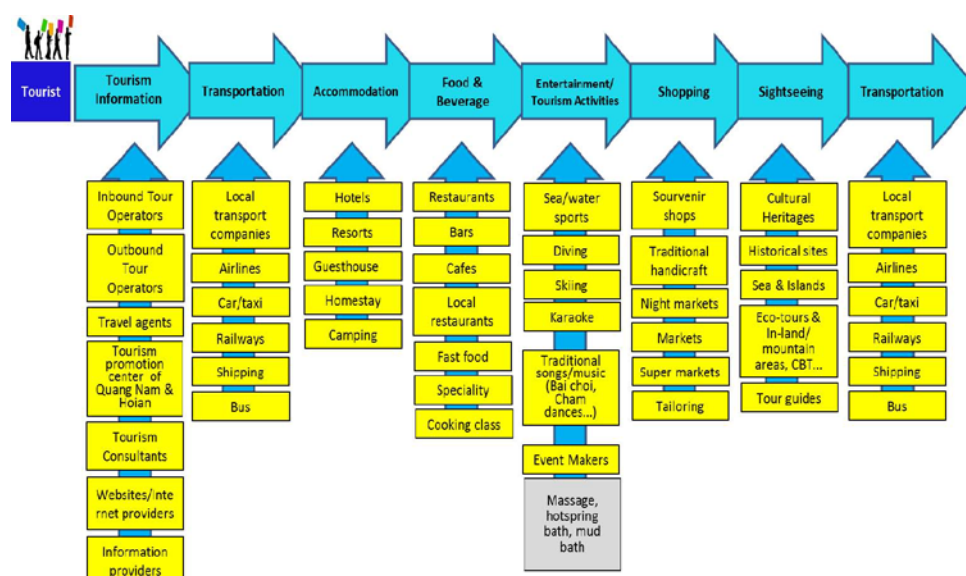 Tourist
Tourism
Information
Transportation
Accommodation
Food &
Beverage
Entertainment/
Tourism Activities
Shopping
Sightseeing
Transportation
Inbound Tour
Operators
Outbound
Tour
Operators
Travel agents
Tourism
promotion
center of
Quang Nam &
Hoian
Tourism
Consultants
Websites/Inte
rnet providers
Information
providers
Local
transport
companies
Airlines
Car/taxi
Railways
Shipping
Bus
Hotels
Resorts
Guesthouse
Homestay
Camping
Restaurants
Bars
Cafes
Local
restaurants
Fast food
Speciality
Cooking class
Sea/water
sports
Diving
Skiing
Karaoke
Traditional
songs/music
(Bai choi,
Cham
dances...)
Event Makers
Massage,
hotspring
bath, mud
bath
Sourvenir
shops
Traditional
handicraft
Night markets
Markets
Super markets
Tailoring
Cultural
Heritages
Historical sites
Sea & Islands
Eco-tours &
In-land/
mountain
areas, CBT...
Tour guides
Local
transport
companies
Airlines
Car/taxi
Railways
Shipping
Bus